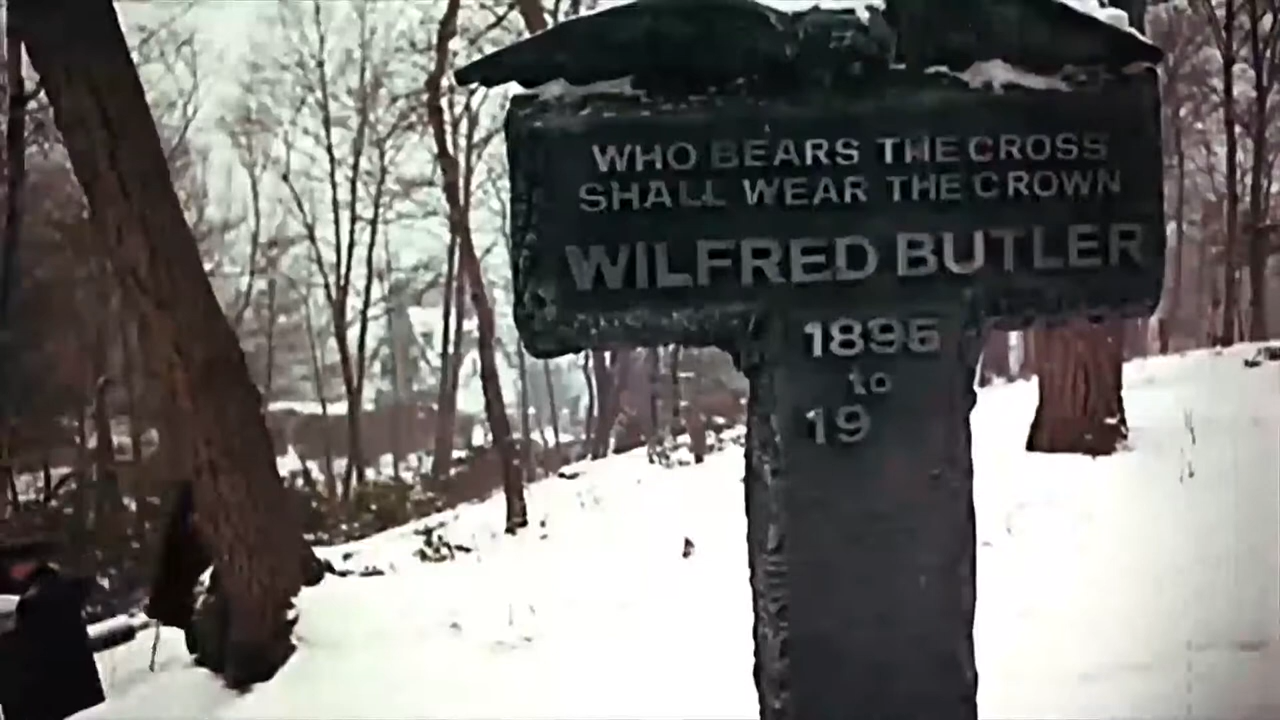 WHO BEARS THE CROSS
SHALL WEAR THE CROWN
WILFRED BUTLER
1895
to
19